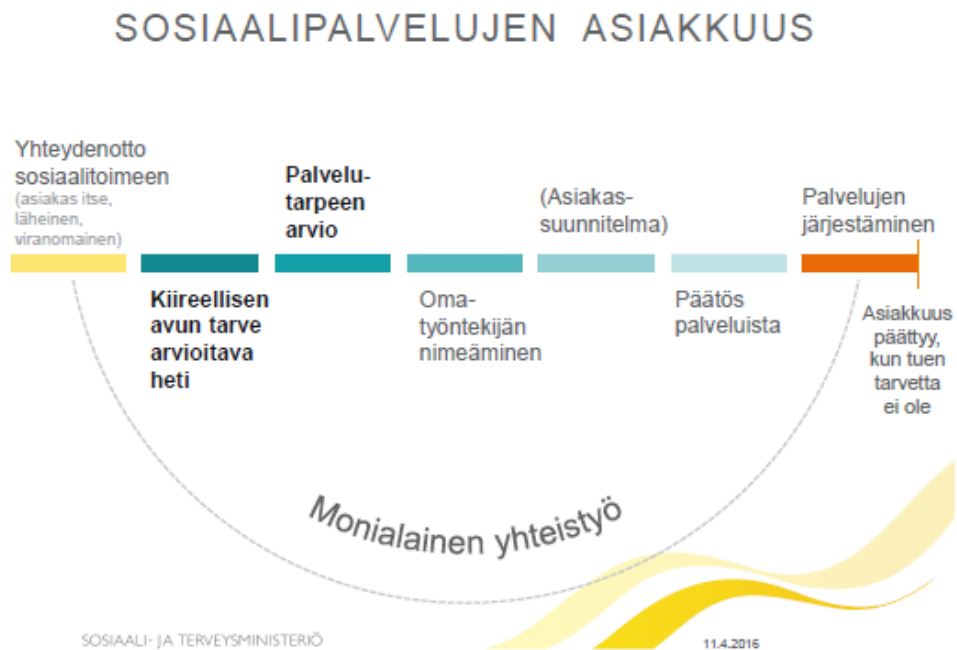 SOSIAALIPALVELUJEN ASIAKKUUS
Yhteydenotto
sosiaalitoimeen
(asiakas itse,
läheinen,
viranomainen)
Kiireellisen
avun tarve
arvioitava
heti
Palvelu-
tarpeen
arvio
Oma-
työntekijän
nimeäminen
(Asiakas-
suunnitelma)
Päätös
palveluista
Palvelujen
järjestäminen
Asiakkuus
päättyy,
kun tuen
tarvetta
ei ole
Monialainen yhteistyö
SOSIAALI- JA TERVEYSMINISTERIÖ
11.4.2016